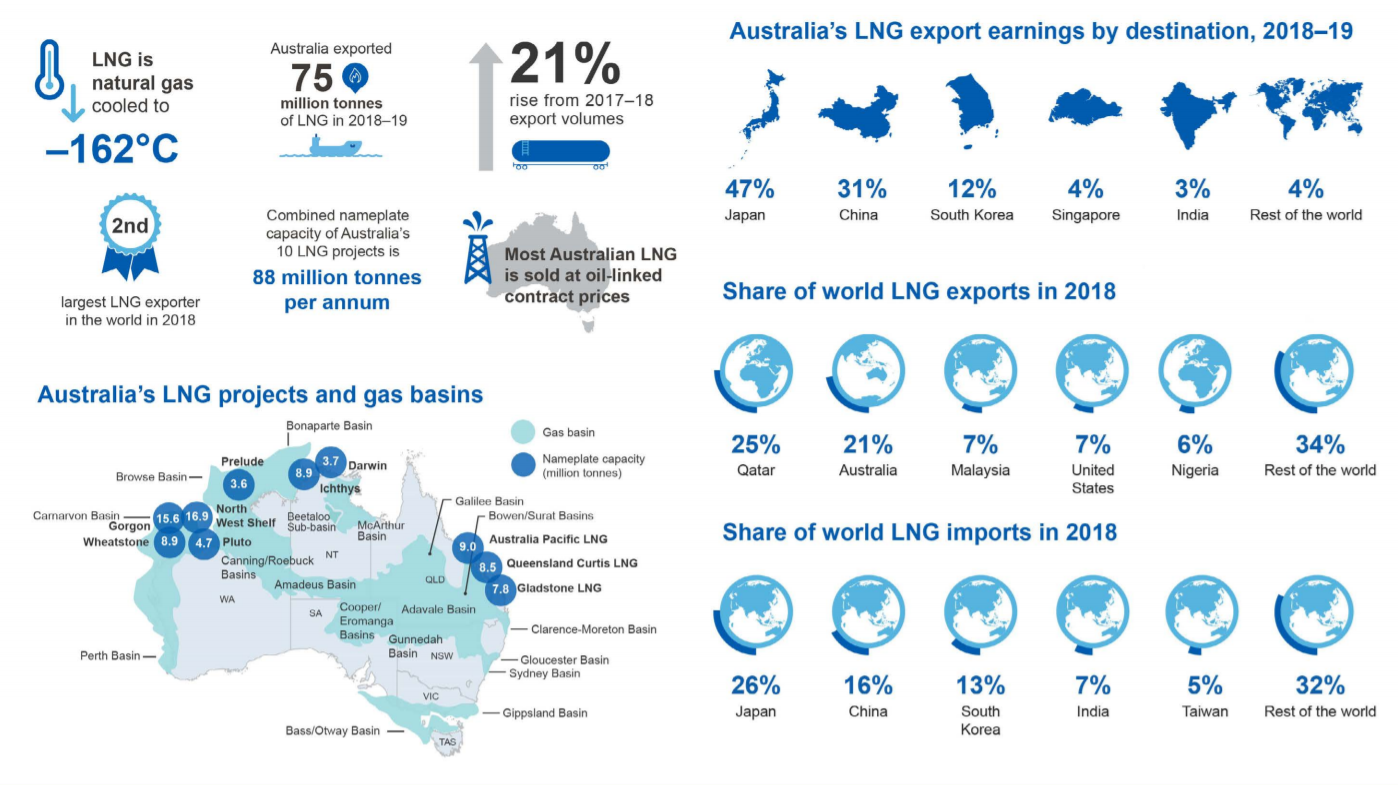 LNG is
natural gas
cooled to
–162°C
Australia exported
75
million tonnes
of LNG in 2018–19
21%
rise from 2017–18
export volumes
2nd
largest LNG exporter
in the world in 2018
Combined nameplate
capacity of Australia's
10 LNG projects is
88 million tonnes
per annum
Most Australian LNG
is sold at oil-linked
contract prices
Australia's LNG projects and gas basins
Gas basin
Nameplate capacity
(million tonnes)
Bonaparte Basin
Browse Basin
Prelude
3.6
8.9
3.7
Darwin
Ichthys
Carnarvon Basin
Gorgon
15.6
16.9
North
West Shelf
Wheatstone
8.9
4.7
Pluto
Beetaloo
Sub-basin
McArthur
Basin
Galilee Basin
Bowen/Surat Basins
9.0
Australia Pacific LNG
8.5
Queensland Curtis LNG
7.8
Gladstone LNG
Canning/Roebuck
Basins
NT
Amadeus Basin
QLD
WA
SA
Cooper/
Eromanga
Basins
Adavale Basin
Gunnedah
Basin
NSW
Clarence-Moreton Basin
Perth Basin
Gloucester Basin
Sydney Basin
VIC
Gippsland Basin
Bass/Otway Basin
TAS
Australia's LNG export earnings by destination, 2018–19
47%
Japan
31%
China
12%
South Korea
4%
Singapore
3%
India
4%
Rest of the world
Share of world LNG exports in 2018
25%
Qatar
21%
Australia
7%
Malaysia
7%
United
States
6%
Nigeria
34%
Rest of the world
Share of world LNG imports in 2018
26%
Japan
16%
China
13%
South
Korea
7%
India
5%
Taiwan
32%
Rest of the world